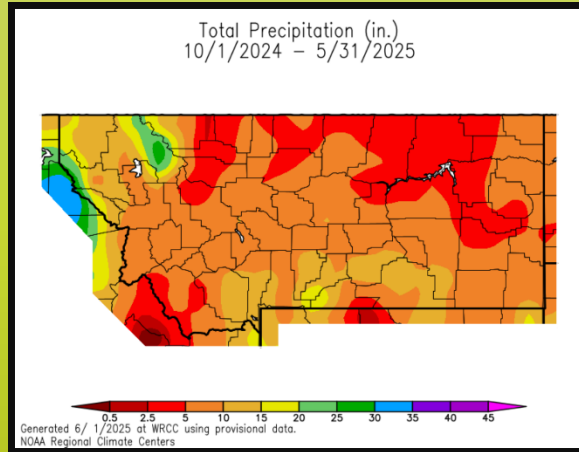 Total Precipitation (in.)
10/1/2024 – 5/31/2025
0.5 2.5 5 10 15 20 25 30 35 40 45
Generated 6/ 1/2025 at WRCC using provisional data.
NOAA Regional Climate Centers